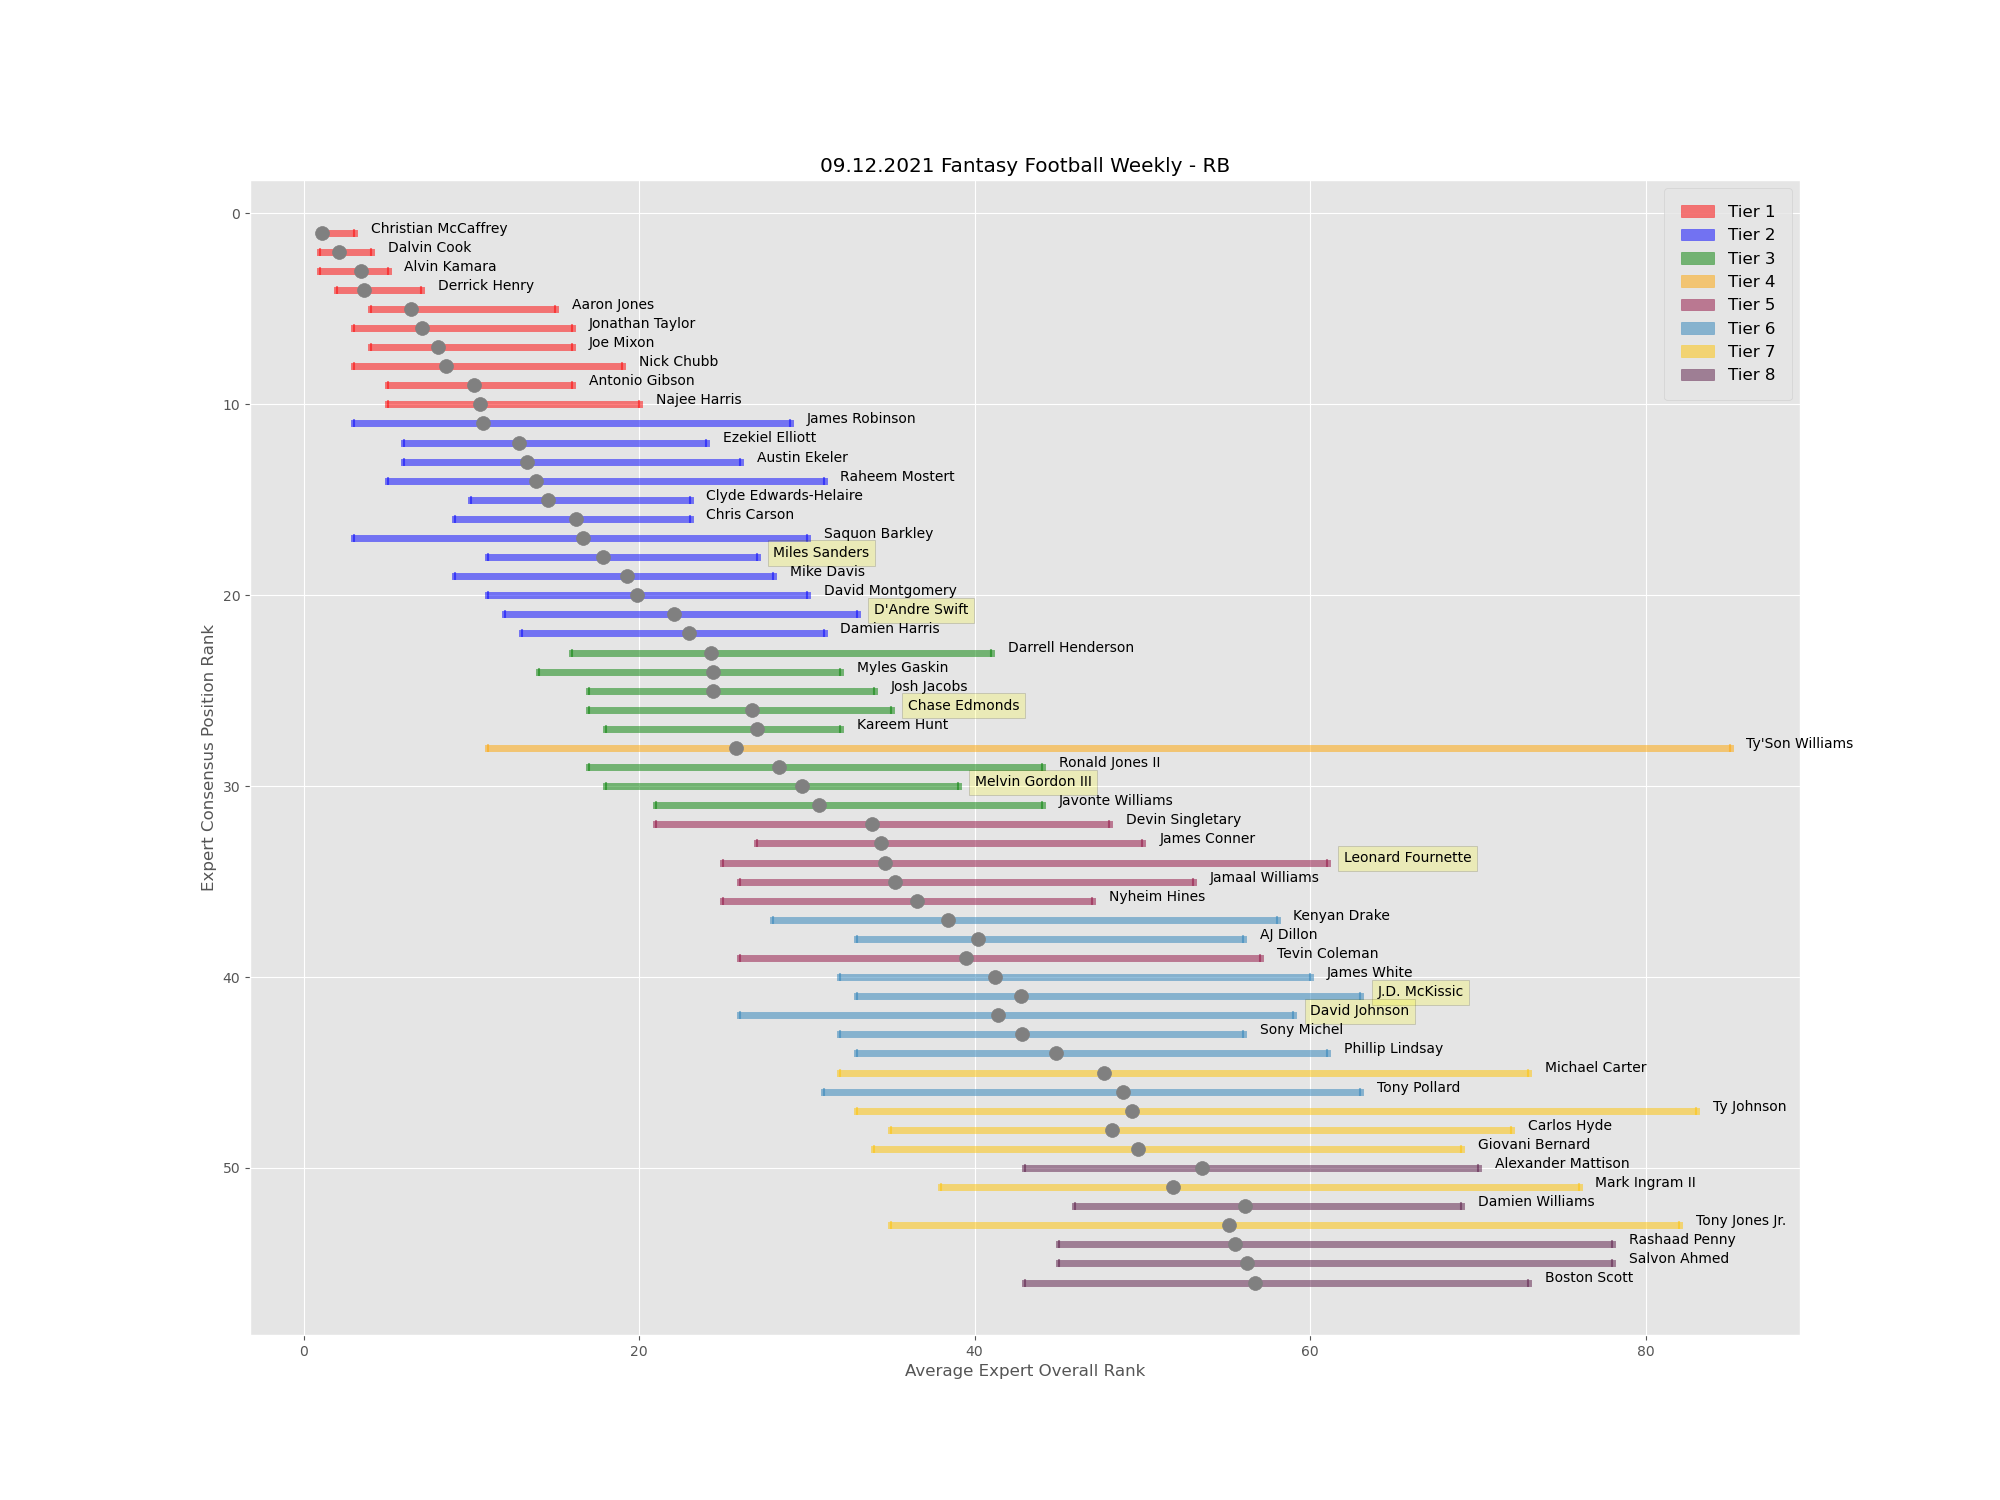 09.12.2021 Fantasy Football Weekly - RB
Tier 1
Tier 2
Tier 3
Tier 4
Tier 5
Tier 6
Tier 7
Tier 8
Expert Consensus Position Rank
0
10
20
30
40
50
Christian McCaffrey
Dalvin Cook
Alvin Kamara
Derrick Henry
Aaron Jones
Jonathan Taylor
Joe Mixon
Nick Chubb
Antonio Gibson
Najee Harris
James Robinson
Ezekiel Elliott
Austin Ekeler
Raheem Mostert
Clyde Edwards-Helaire
Chris Carson
Saquon Barkley
Miles Sanders
Mike Davis
David Montgomery
D'Andre Swift
Damien Harris
Darrell Henderson
Myles Gaskin
Josh Jacobs
Chase Edmonds
Kareem Hunt
Ty'Son Williams
Ronald Jones II
Melvin Gordon III
Javonte Williams
Devin Singletary
James Conner
Leonard Fournette
Jamaal Williams
Nyheim Hines
Kenyan Drake
AJ Dillon
Tevin Coleman
James White
J.D. McKissic
David Johnson
Sony Michel
Phillip Lindsay
Michael Carter
Tony Pollard
Ty Johnson
Carlos Hyde
Giovani Bernard
Alexander Mattison
Mark Ingram II
Damien Williams
Tony Jones Jr.
Rashaad Penny
Salvon Ahmed
Boston Scott
0 20 40 60 80
Average Expert Overall Rank